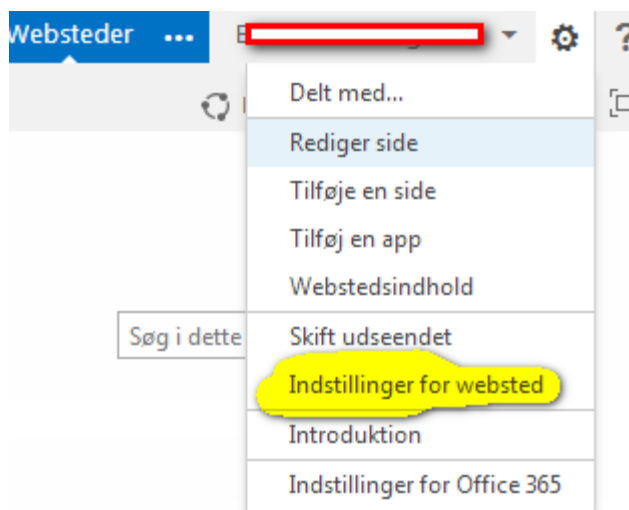 Websteder ...
?
Delt med...
Rediger side
Tilføje en side
Tilføj en app
Webstedsindhold
Søg i dette
Skift udseendet
Indstillinger for websted
Introduktion
Indstillinger for Office 365